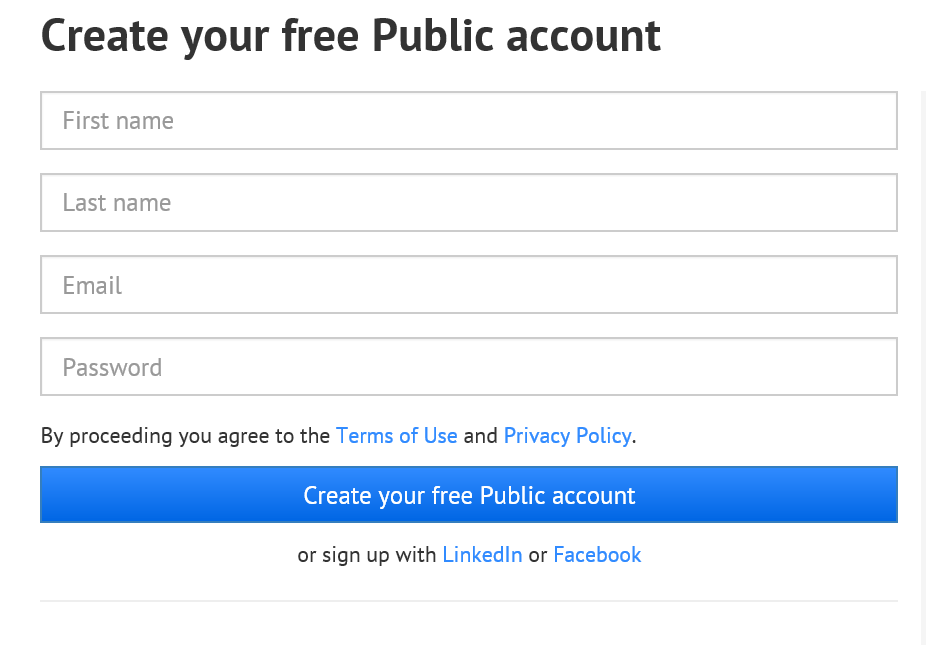 Create your free Public account
First name
Last name
Email
Password
By proceeding you agree to the Terms of Use and Privacy Policy.
Create your free Public account
or sign up with LinkedIn or Facebook